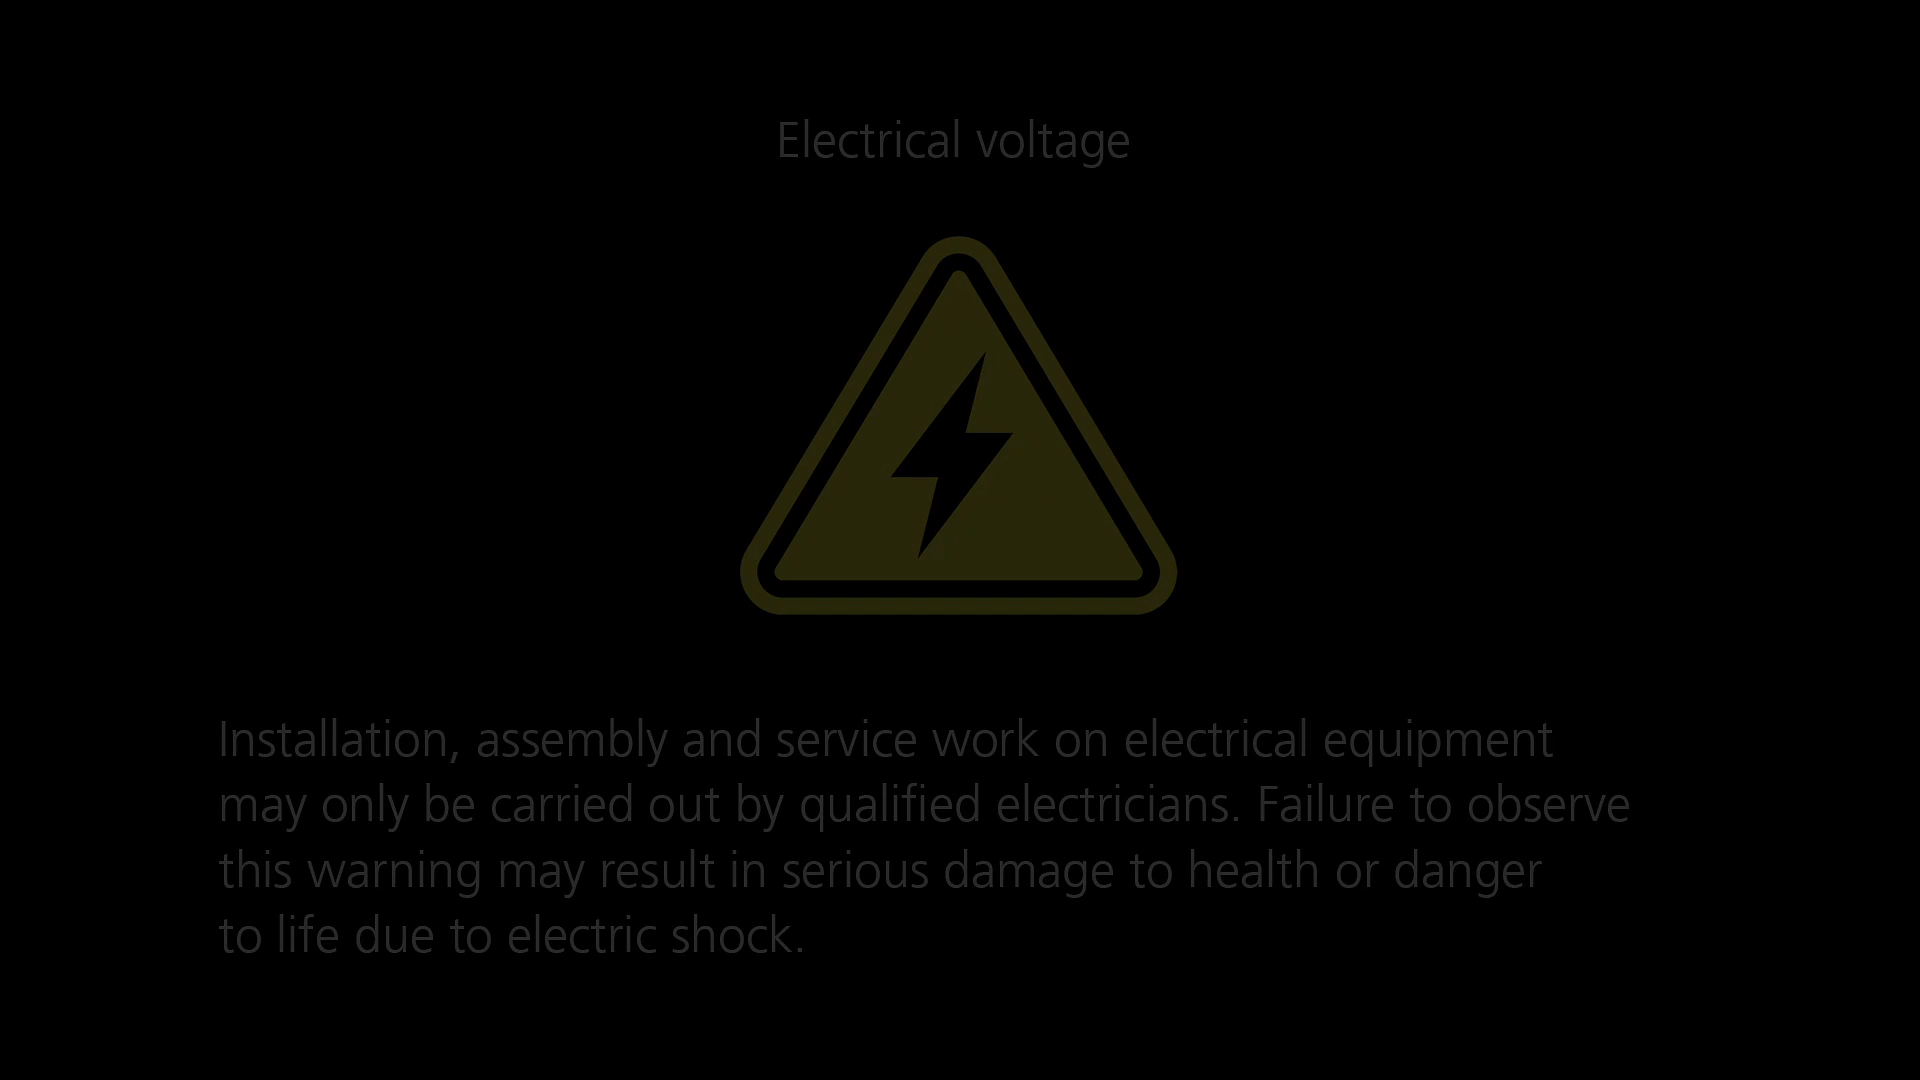 Electrical voltage
Installation, assembly and service work on electrical equipment
may only be carried out by qualified electricians. Failure to observe
this warning may result in serious damage to health or danger
to life due to electric shock.